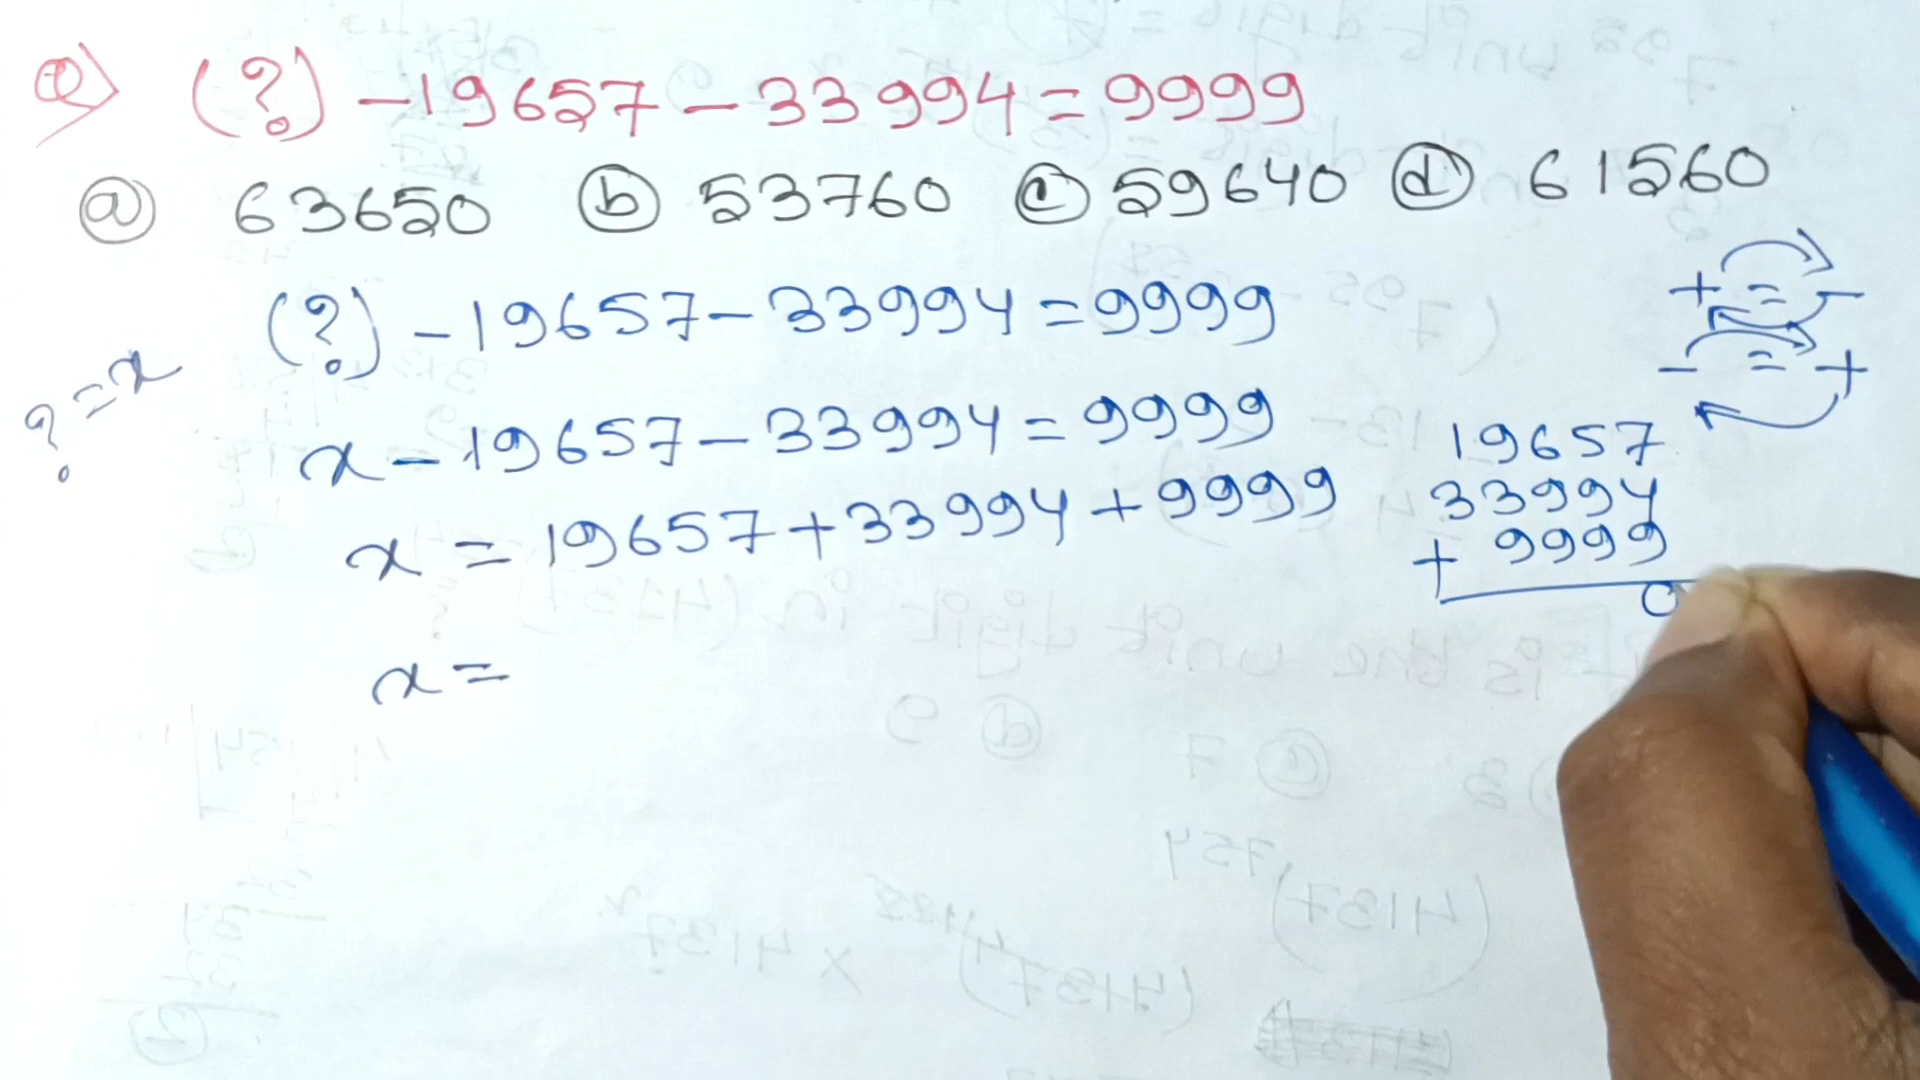 Q) (?) - 19657 - 33994 = 9999
(a) 63650 (b) 53760 (c) 59640 (d) 61560
(?) - 19657 - 33994 = 9999
? = x
x - 19657 - 33994 = 9999
x = 19657 + 33994 + 9999
x =
+ = -
- = +
19657
33994
+ 9999
0